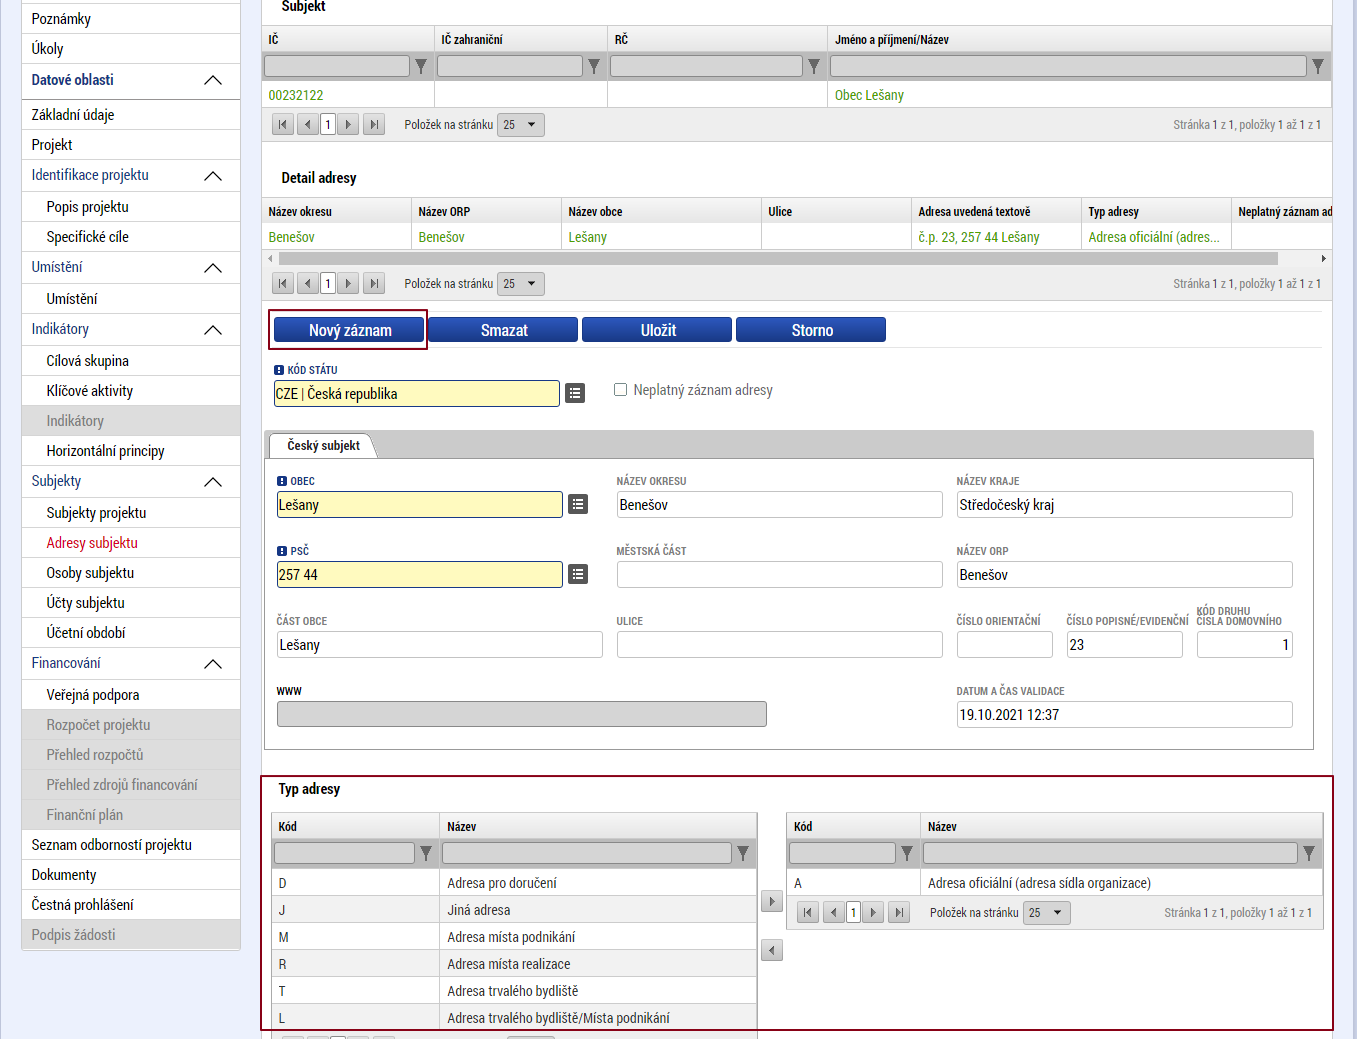 Poznámky
Úkoly
Datové oblasti
Základní údaje
Projekt
Identifikace projektu
Popis projektu
Specifické cíle
Umístění
Umístění
Indikátory
Cílová skupina
Klíčové aktivity
Indikátory
Horizontální principy
Subjekty
Subjekty projektu
Adresy subjektu
Osoby subjektu
Účty subjektu
Účetní období
Financování
Veřejná podpora
Rozpočet projektu
Přehled rozpočtů
Přehled zdrojů financování
Finanční plán
Seznam odborností projektu
Dokumenty
Čestná prohlášení
Podpis žádosti
Subjekt
IČ IČ zahraniční RČ Jméno a příjmení/Název
00232122 Obec Lešany
1 Položek na stránku 25 Stránka 1 z 1, položky 1 až 1 z 1
Detail adresy
Název okresu Název ORP Název obce Ulice Adresa uvedená textově Typ adresy Neplatný záznam ad
Benešov Benešov Lešany č.p. 23, 257 44 Lešany Adresa oficiální (adres...
1 Položek na stránku 25 Stránka 1 z 1, položky 1 až 1 z 1
Nový záznam Smazat Uložit Storno
KÓD STÁTU
CZE | Česká republika Neplatný záznam adresy
Český subjekt
OBEC NÁZEV OKRESU NÁZEV KRAJE
Lešany Benešov Středočeský kraj
PSČ MĚSTSKÁ ČÁST NÁZEV ORP
257 44 Benešov
ČÁST OBCE ULICE ČÍSLO ORIENTAČNÍ ČÍSLO POPISNÉ/EVIDENČNÍ KÓD DRUHU
ČÍSLA DOMOVNÍHO
Lešany 23 1
WWW DATUM A ČAS VALIDACE
19.10.2021 12:37
Typ adresy
Kód Název
D Adresa pro doručení
J Jiná adresa
M Adresa místa podnikání
R Adresa místa realizace
T Adresa trvalého bydliště
L Adresa trvalého bydliště/Místa podnikání
Kód Název
A Adresa oficiální (adresa sídla organizace)
1 Položek na stránku 25 Stránka 1 z 1, položky 1 až 1 z 1